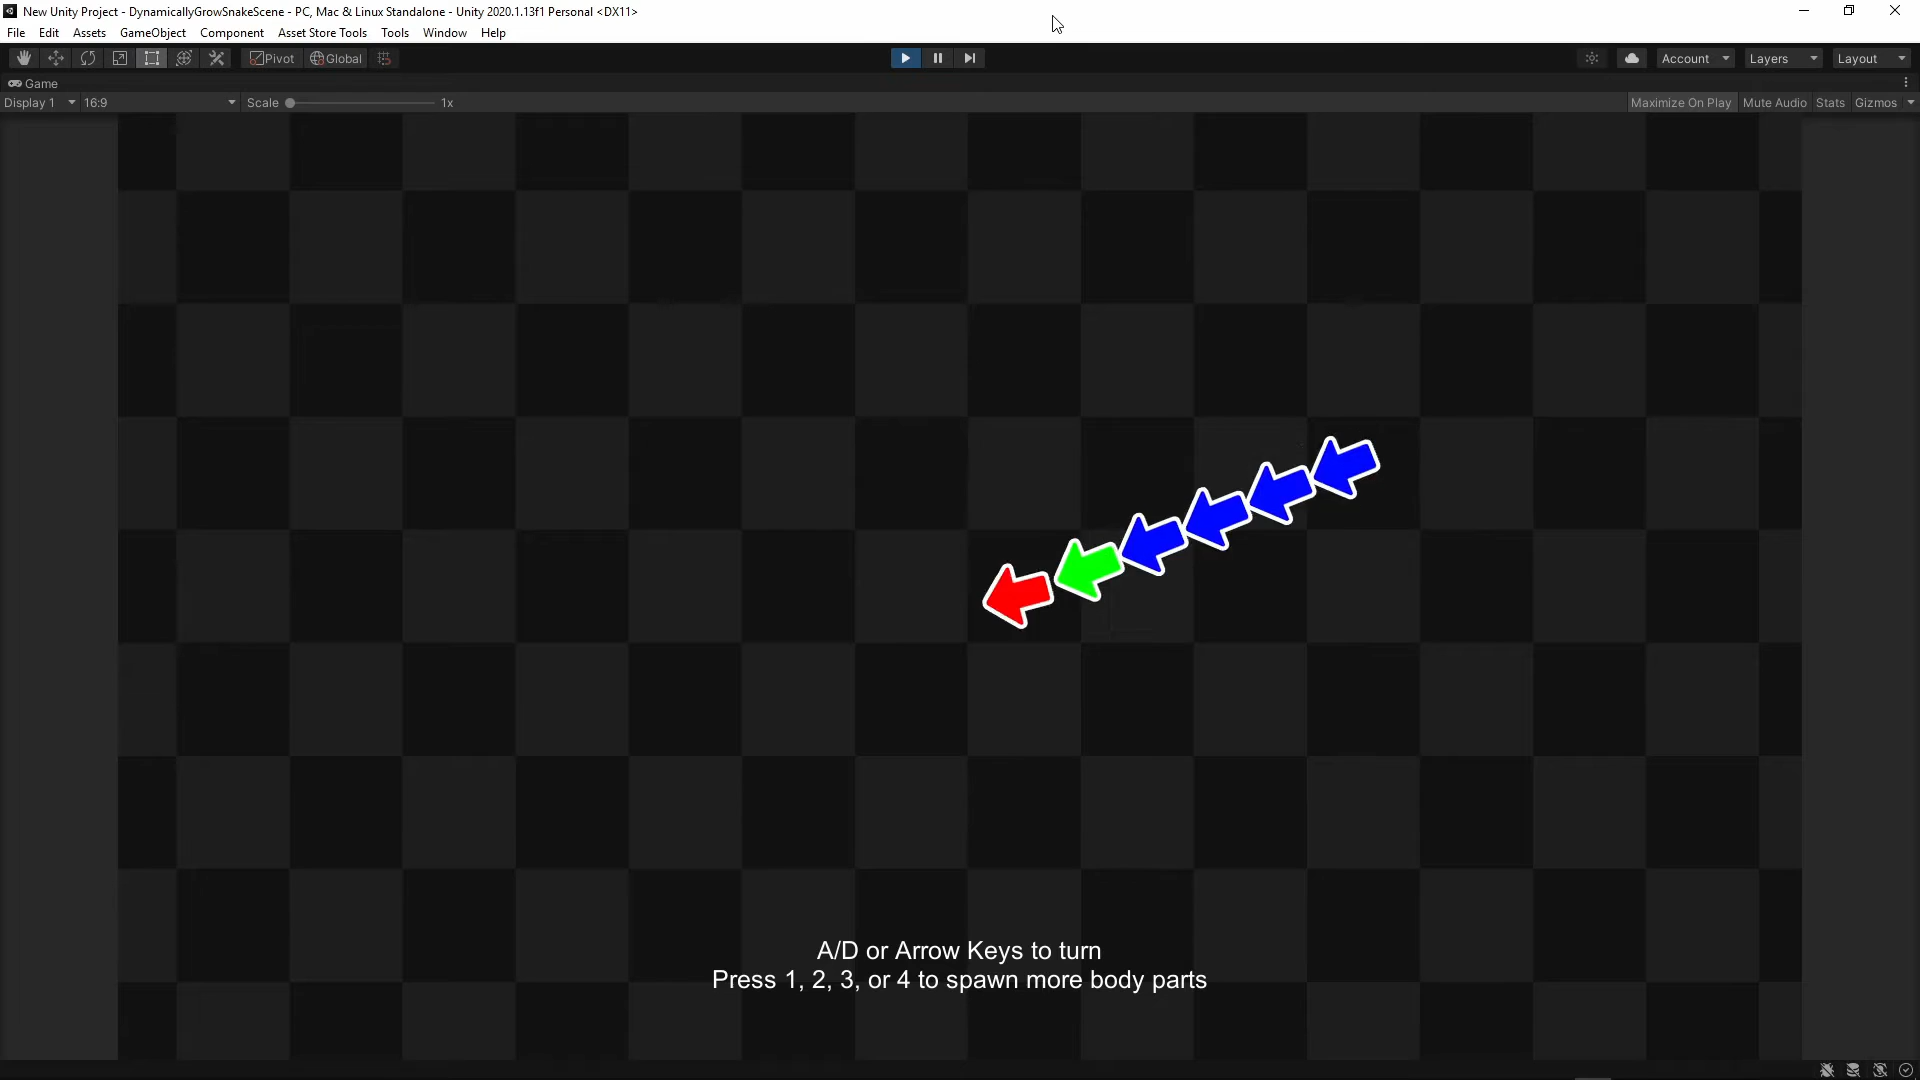 New Unity Project - DynamicallyGrowSnakeScene - PC, Mac & Linux Standalone - Unity 2020.1.13f1 Personal <DX11>
File Edit Assets GameObject Component Asset Store Tools Tools Window Help
Pivot Global Account Layers Layout
Game
Display 1 16:9 Scale 1x Maximize On Play Mute Audio Stats Gizmos
A/D or Arrow Keys to turn
Press 1, 2, 3, or 4 to spawn more body parts